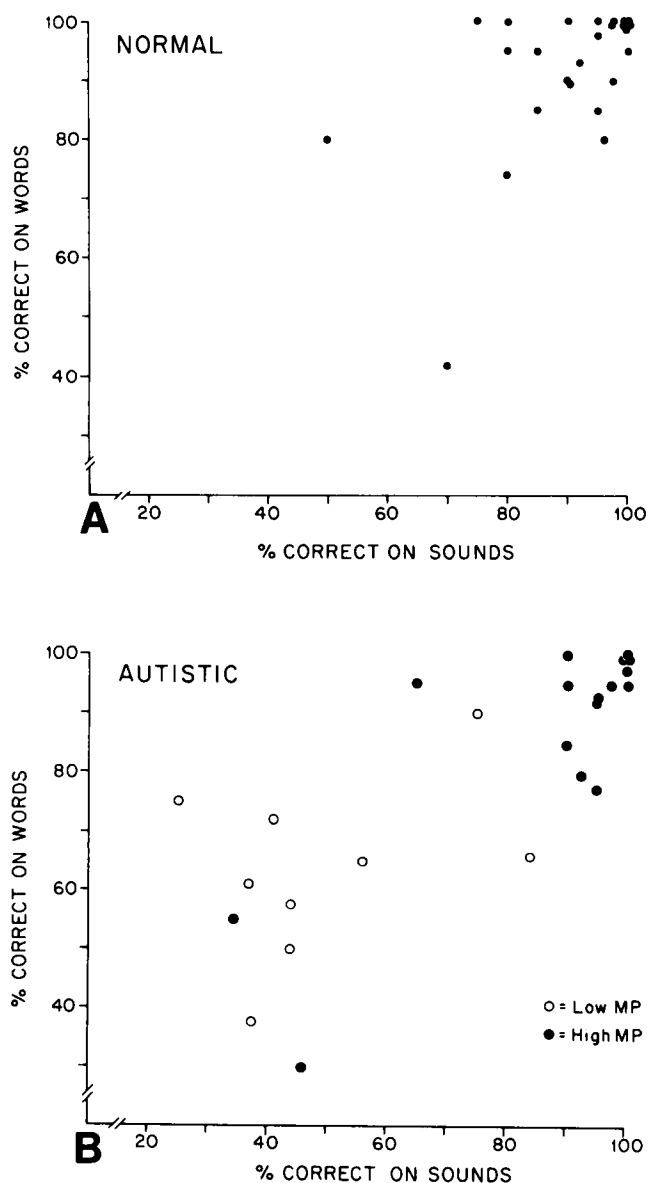 NORMAL
% CORRECT ON WORDS
100
80
60
40
A
20 40 60 80 100
% CORRECT ON SOUNDS
AUTISTIC
% CORRECT ON WORDS
100
80
60
40
○ = Low MP
● = High MP
B
20 40 60 80 100
% CORRECT ON SOUNDS